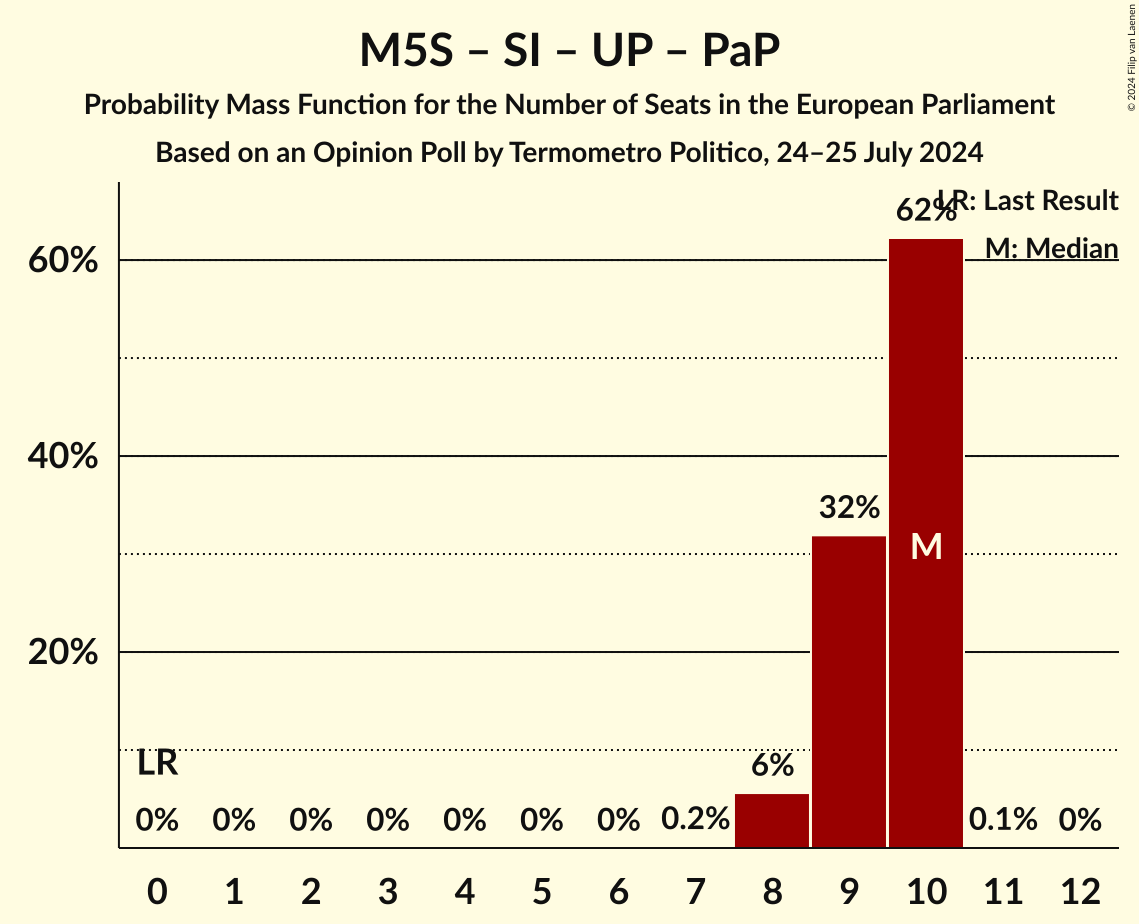 M5S – SI – UP – PaP
Probability Mass Function for the Number of Seats in the European Parliament
Based on an Opinion Poll by Termometro Politico, 24–25 July 2024
© 2024 Filip van Laenen
LR: Last Result
M: Median
60%
40%
20%
62%
32%
M
LR
6%
0% 0% 0% 0% 0% 0% 0% 0.2% 0.1% 0%
0 1 2 3 4 5 6 7 8 9 10 11 12